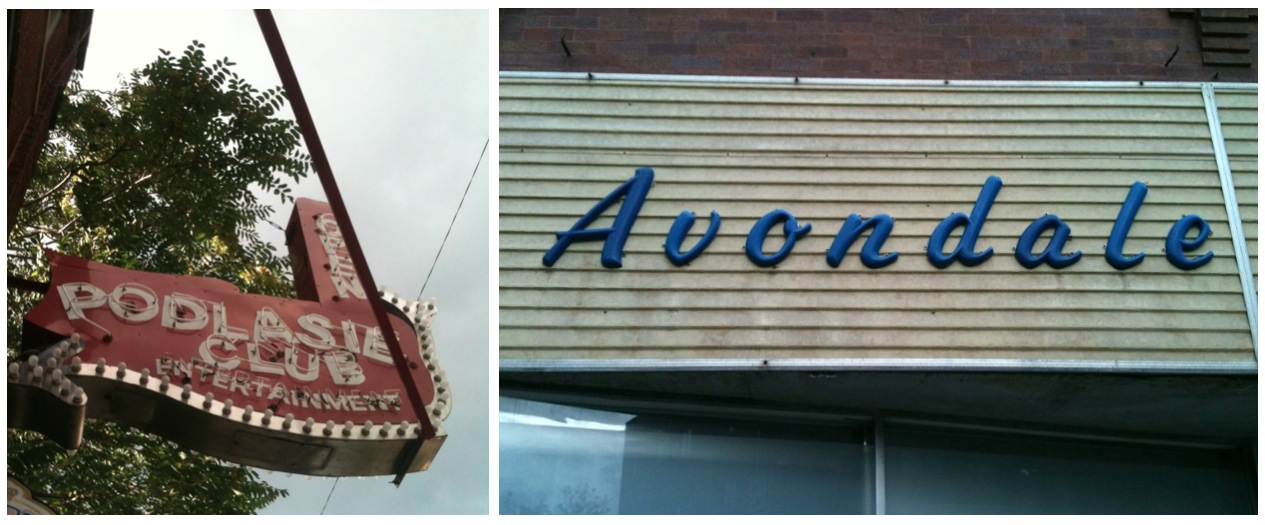 PODLASIE
CLUB
ENTERTAINMENT
Avondale